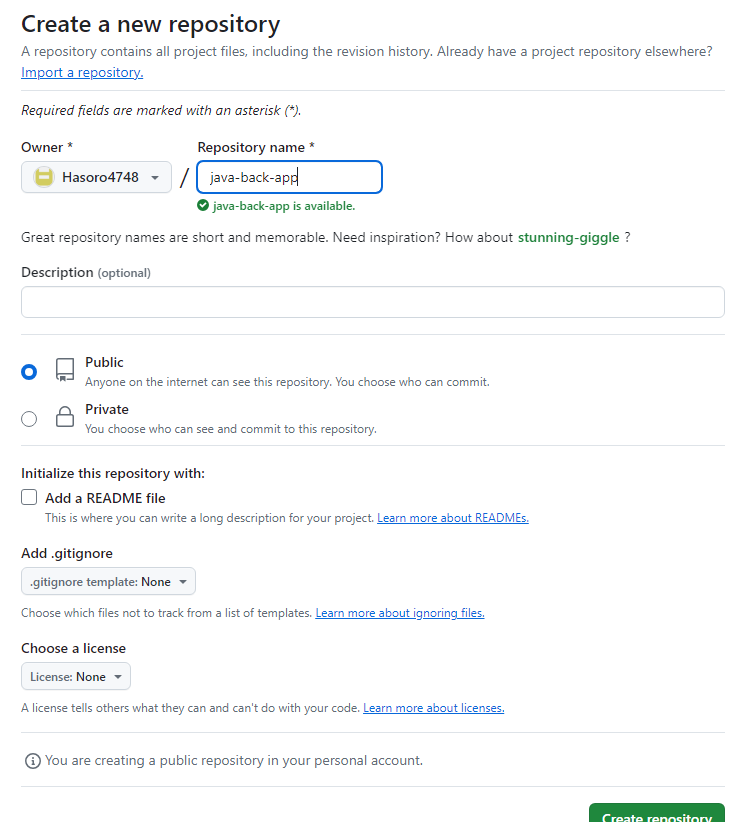 Create a new repository
A repository contains all project files, including the revision history. Already have a project repository elsewhere?
Import a repository.
Required fields are marked with an asterisk (*).
Owner * Repository name *
Hasoro4748 / java-back-app
java-back-app is available.
Great repository names are short and memorable. Need inspiration? How about stunning-giggle ?
Description (optional)
Public
Anyone on the internet can see this repository. You choose who can commit.
Private
You choose who can see and commit to this repository.
Initialize this repository with:
Add a README file
This is where you can write a long description for your project. Learn more about READMEs.
Add .gitignore
.gitignore template: None
Choose which files not to track from a list of templates. Learn more about ignoring files.
Choose a license
License: None
A license tells others what they can and can't do with your code. Learn more about licenses.
You are creating a public repository in your personal account.
Create repository